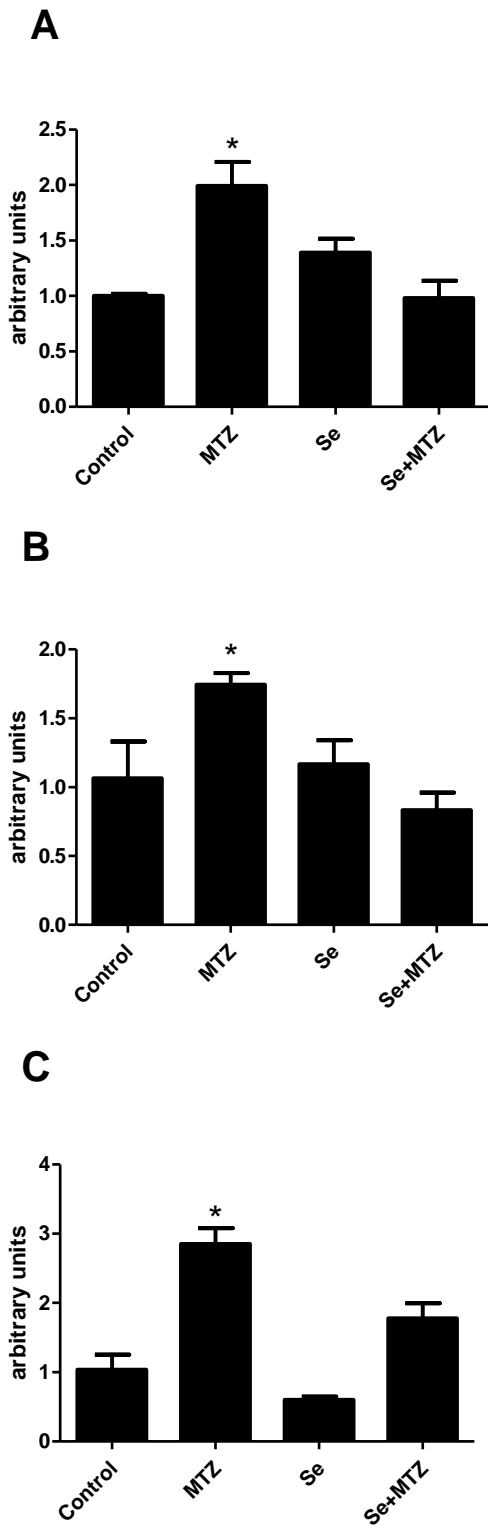 A
arbitrary units
2.5
2.0
1.5
1.0
0.5
0.0
*
Control
MTZ
Se
Se+MTZ
B
arbitrary units
2.0
1.5
1.0
0.5
0.0
*
Control
MTZ
Se
Se+MTZ
C
arbitrary units
4
3
2
1
0
*
Control
MTZ
Se
Se+MTZ